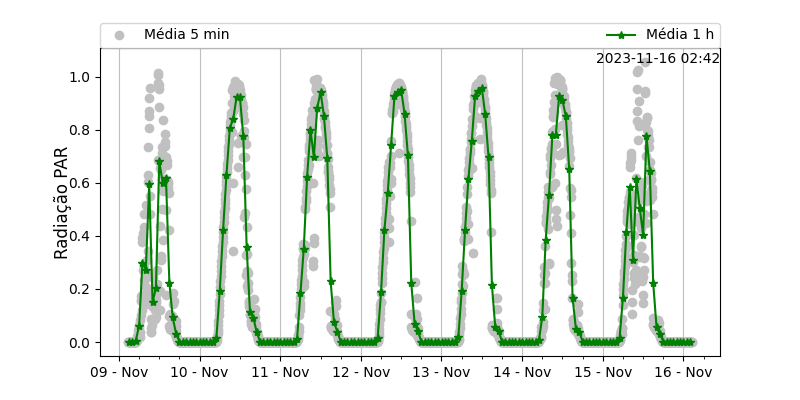 Média 5 min
Média 1 h
2023-11-16 02:42
Radiação PAR
1.0
0.8
0.6
0.4
0.2
0.0
09 - Nov
10 - Nov
11 - Nov
12 - Nov
13 - Nov
14 - Nov
15 - Nov
16 - Nov